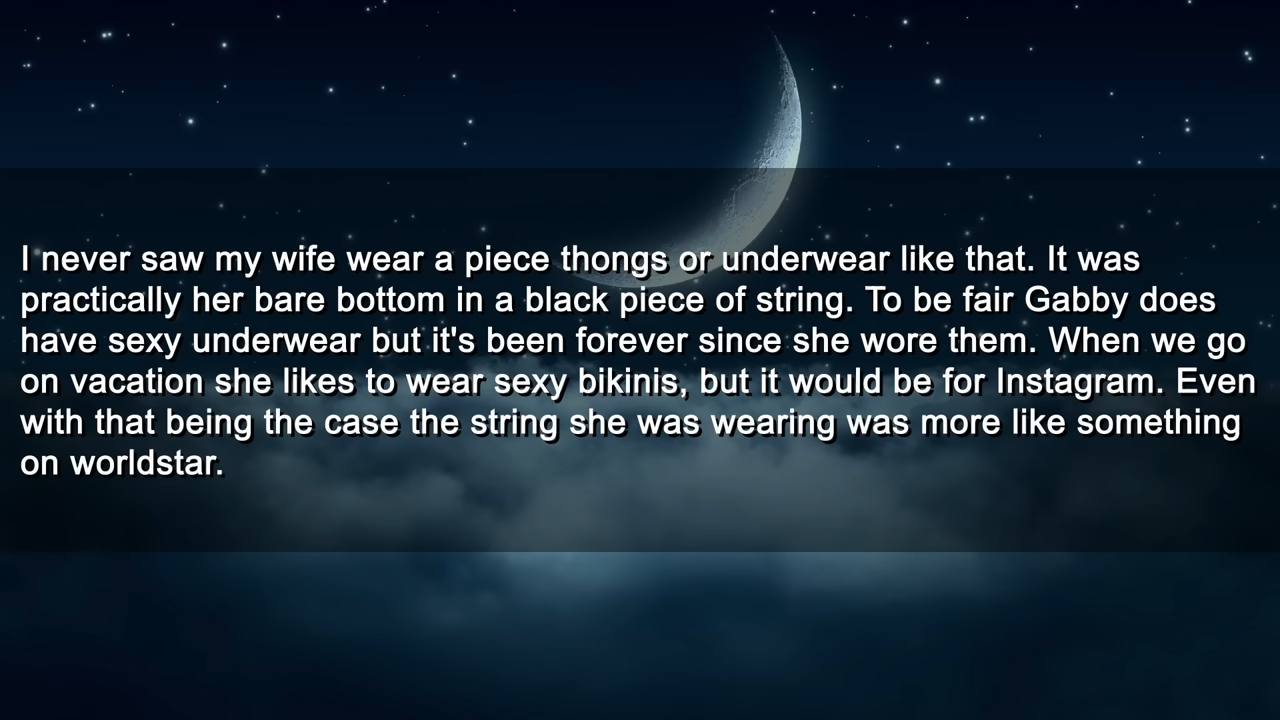 I never saw my wife wear a piece thongs or underwear like that. It was
practically her bare bottom in a black piece of string. To be fair Gabby does
have sexy underwear but it's been forever since she wore them. When we go
on vacation she likes to wear sexy bikinis, but it would be for Instagram. Even
with that being the case the string she was wearing was more like something
on worldstar.